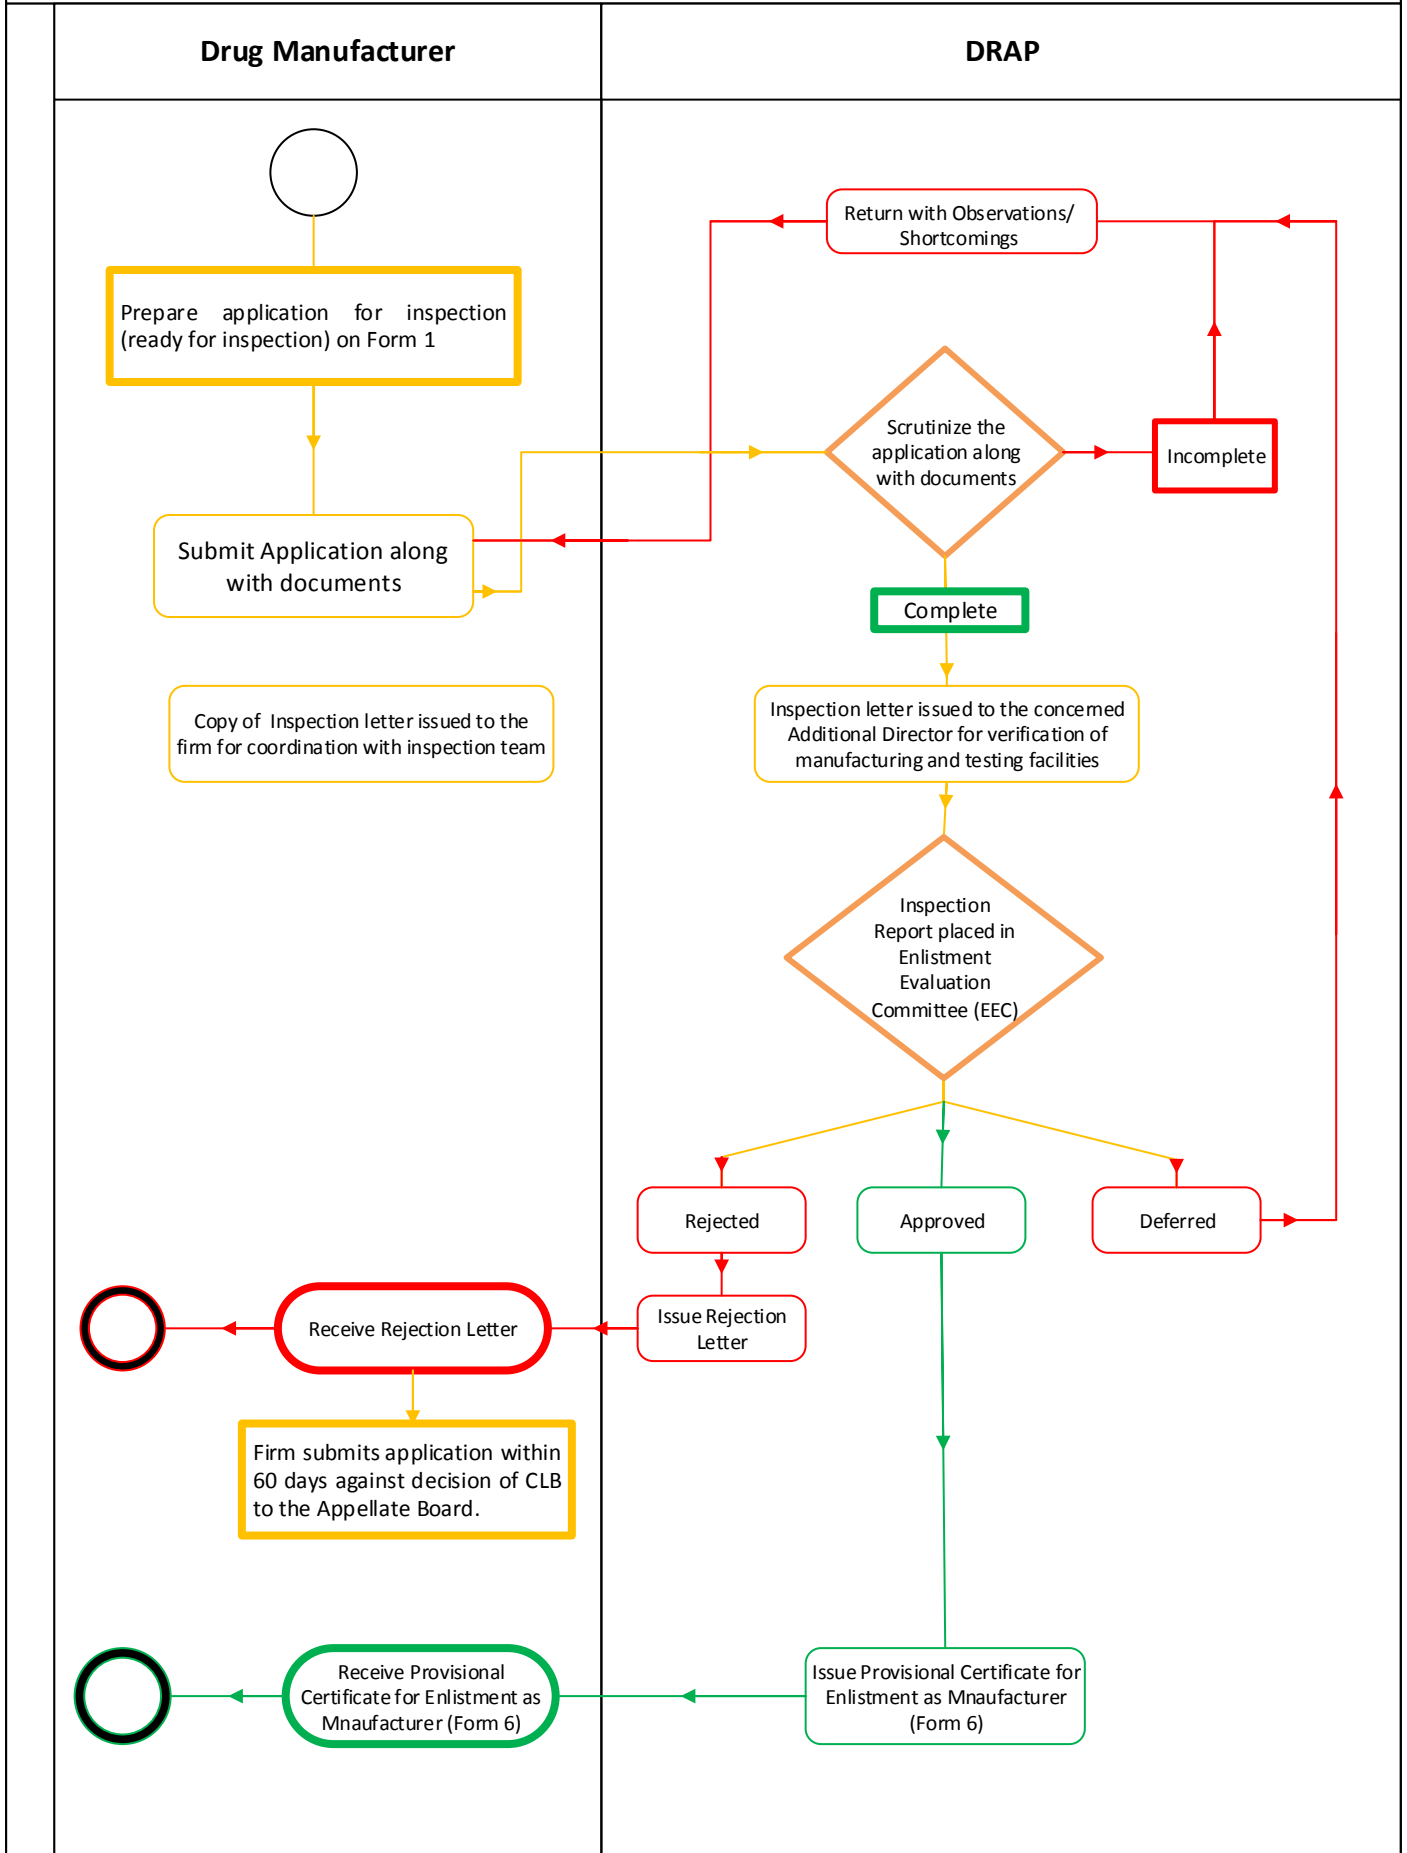 Drug Manufacturer
DRAP
Return with Observations/
Shortcomings
Prepare application for inspection
(ready for inspection) on Form 1
Scrutinize the
application along
with documents
Incomplete
Submit Application along
with documents
Complete
Copy of Inspection letter issued to the
firm for coordination with inspection team
Inspection letter issued to the concerned
Additional Director for verification of
manufacturing and testing facilities
Inspection
Report placed in
Enlistment
Evaluation
Committee (EEC)
Rejected
Approved
Deferred
Receive Rejection Letter
Issue Rejection
Letter
Firm submits application within
60 days against decision of CLB
to the Appellate Board.
Receive Provisional
Certificate for Enlistment as
Mnaufacturer (Form 6)
Issue Provisional Certificate for
Enlistment as Mnaufacturer
(Form 6)